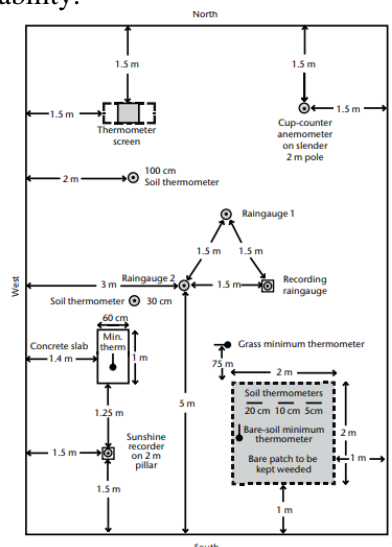 ability.
North
1.5 m
1.5 m
1.5 m
1.5 m
Thermometer
screen
Cup-counter
anemometer
on slender
2 m pole
2 m
100 cm
Soil thermometer
Raingauge 1
1.5 m
1.5 m
West
3 m
Raingauge 2
1.5 m
Recording
raingauge
Soil thermometer
30 cm
60 cm
Concrete slab
1.4 m
Min.
therm
1 m
Grass minimum thermometer
75 m
2 m
1.25 m
5 m
Soil thermometers
20 cm 10 cm 5cm
Bare-soil minimum
thermometer
2 m
Bare patch to be
kept weeded
1 m
1.5 m
Sunshine
recorder
on 2 m
pillar
1.5 m
1 m
South